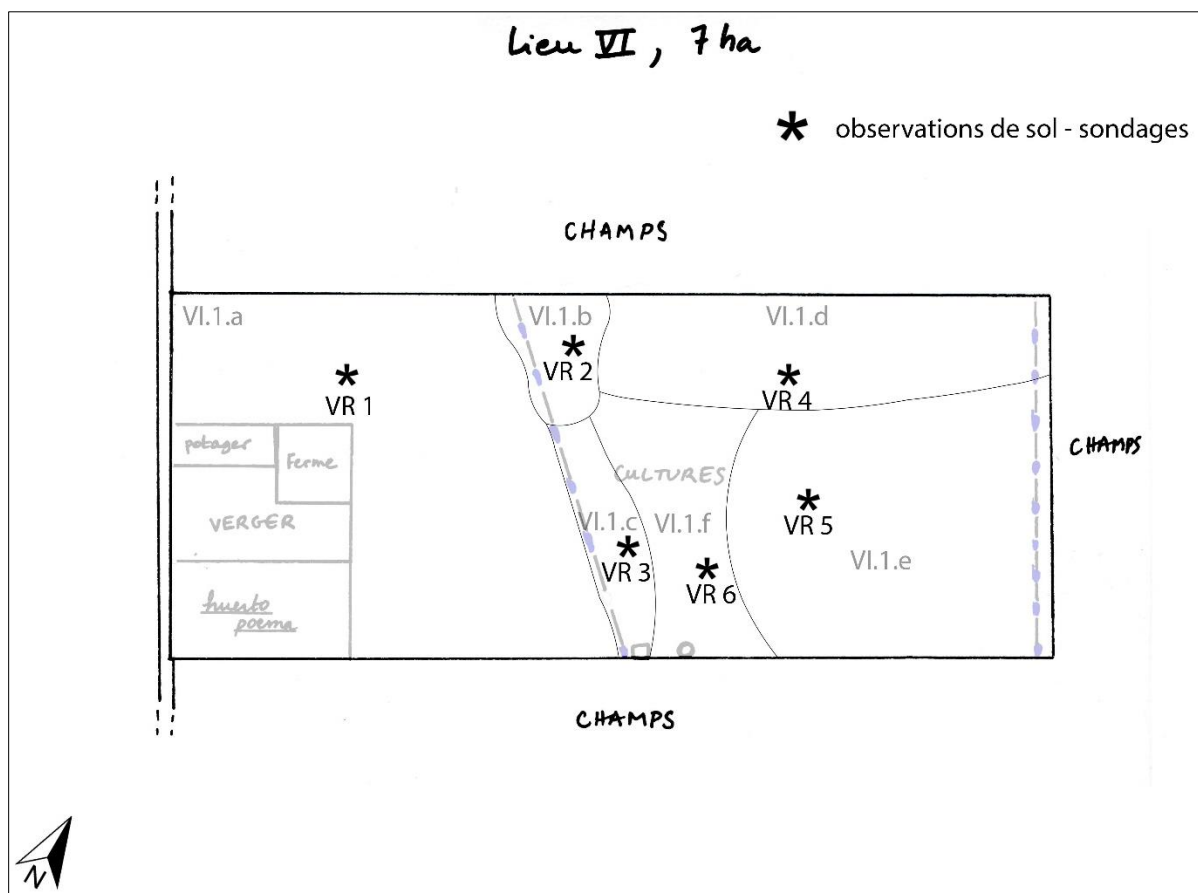 Lieu VI, 7 ha
* observations de sol - sondages
CHAMPS
VI.1.a
VI.1.b
VI.1.d
VR 1
VR 2
VR 4
potager
Ferme
VERGER
huerto
poema
CULTURES
VI.1.c
VI.1.f
VR 3
VR 6
VR 5
VI.1.e
CHAMPS
CHAMPS
N